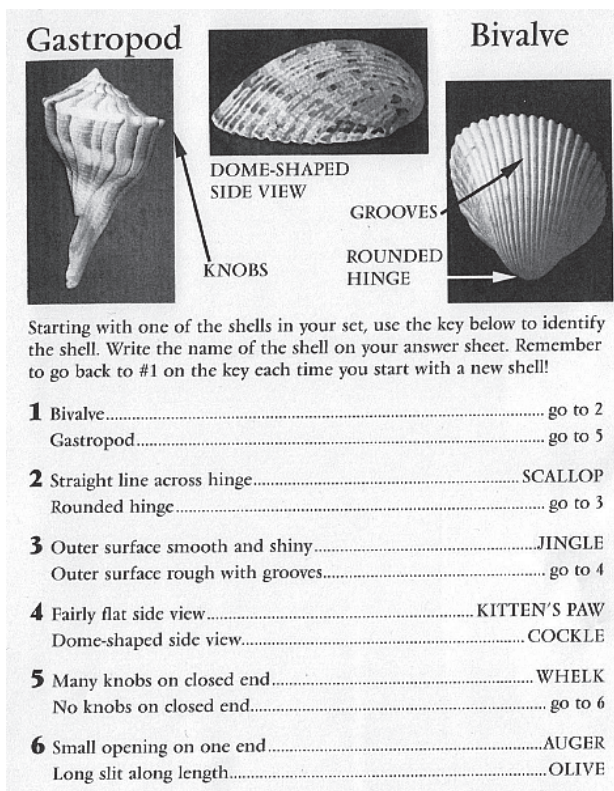 Gastropod
Bivalve
DOME-SHAPED
SIDE VIEW
GROOVES
KNOBS
ROUNDED
HINGE
Starting with one of the shells in your set, use the key below to identify
the shell. Write the name of the shell on your answer sheet. Remember
to go back to #1 on the key each time you start with a new shell!
1 Bivalve........................................ go to 2
Gastropod........................................ go to 5
2 Straight line across hinge........................................ SCALLOP
Rounded hinge........................................ go to 3
3 Outer surface smooth and shiny........................................JINGLE
Outer surface rough with grooves........................................ go to 4
4 Fairly flat side view........................................KITTEN'S PAW
Dome-shaped side view........................................COCKLE
5 Many knobs on closed end........................................WHELK
No knobs on closed end........................................ go to 6
6 Small opening on one end........................................AUGER
Long slit along length........................................OLIVE